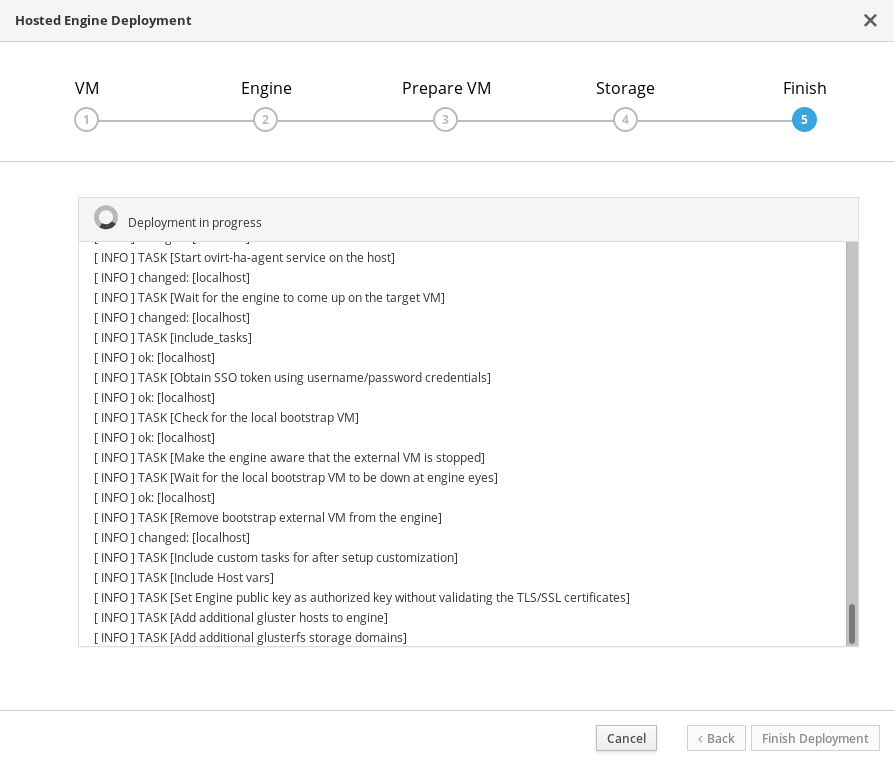 Hosted Engine Deployment
VM Engine Prepare VM Storage Finish
1 2 3 4 5
Deployment in progress
[ INFO ] TASK [Start ovirt-ha-agent service on the host]
[ INFO ] changed: [localhost]
[ INFO ] TASK [Wait for the engine to come up on the target VM]
[ INFO ] changed: [localhost]
[ INFO ] TASK [include_tasks]
[ INFO ] ok: [localhost]
[ INFO ] TASK [Obtain SSO token using username/password credentials]
[ INFO ] ok: [localhost]
[ INFO ] TASK [Check for the local bootstrap VM]
[ INFO ] ok: [localhost]
[ INFO ] TASK [Make the engine aware that the external VM is stopped]
[ INFO ] TASK [Wait for the local bootstrap VM to be down at engine eyes]
[ INFO ] ok: [localhost]
[ INFO ] TASK [Remove bootstrap external VM from the engine]
[ INFO ] changed: [localhost]
[ INFO ] TASK [Include custom tasks for after setup customization]
[ INFO ] TASK [Include Host vars]
[ INFO ] TASK [Set Engine public key as authorized key without validating the TLS/SSL certificates]
[ INFO ] TASK [Add additional gluster hosts to engine]
[ INFO ] TASK [Add additional glusterfs storage domains]
Cancel ‹ Back Finish Deployment